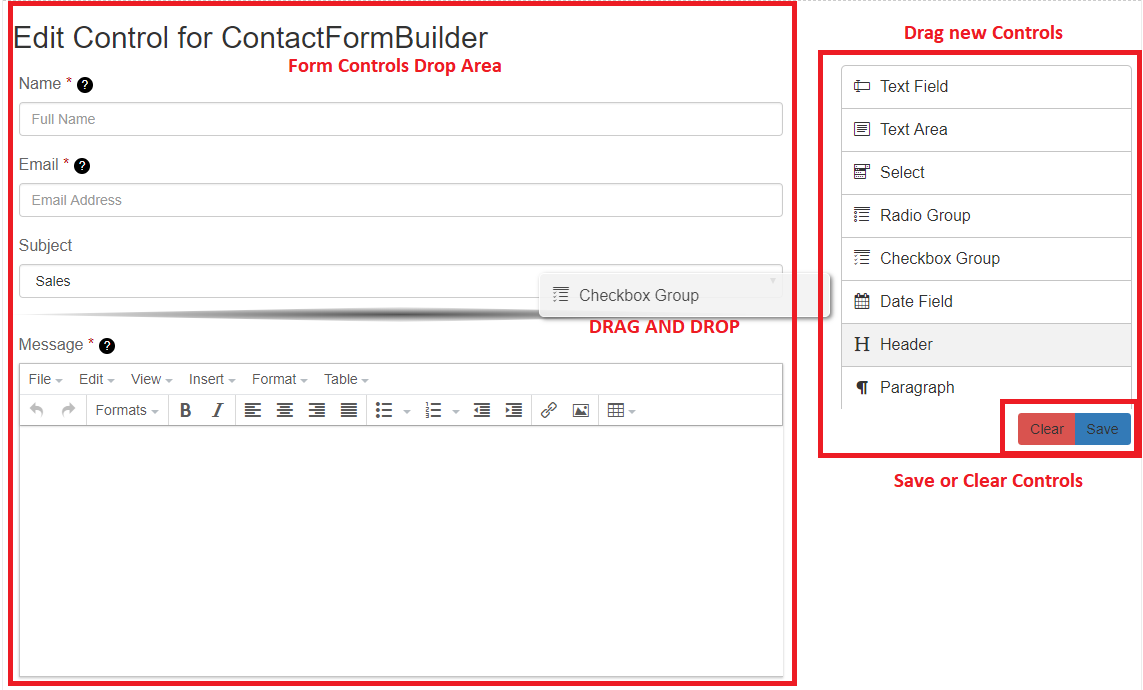 Edit Control for ContactFormBuilder
Form Controls Drop Area
Name * ?
Full Name
Email * ?
Email Address
Subject
Sales
Checkbox Group
DRAG AND DROP
Message * ?
File Edit View Insert Format Table
Formats B I
Drag new Controls
Text Field
Text Area
Select
Radio Group
Checkbox Group
Date Field
H Header
¶ Paragraph
Clear Save
Save or Clear Controls